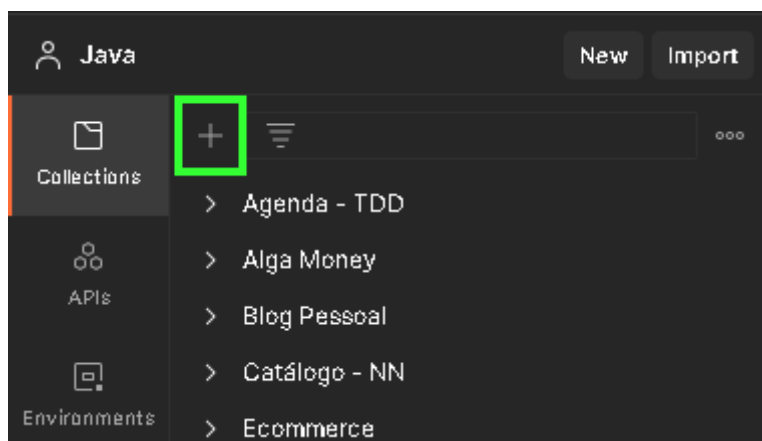 Java
New
Import
Collections
Agenda - TDD
Alga Money
APIs
Blog Pessoal
Catálogo - NN
Environments
Ecommerce